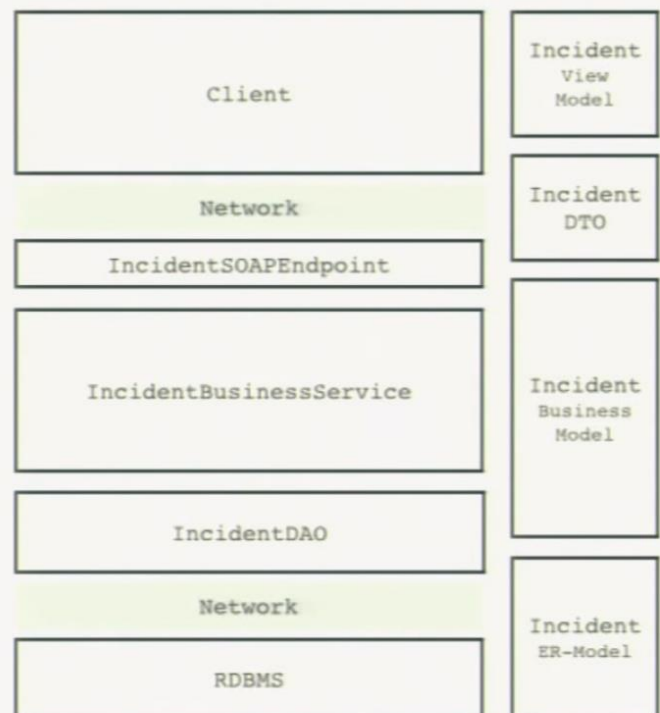 Client
Network
IncidentSOAPEndpoint
IncidentBusinessService
IncidentDAO
Network
RDBMS
Incident
View
Model
Incident
DTO
Incident
Business
Model
Incident
ER-Model